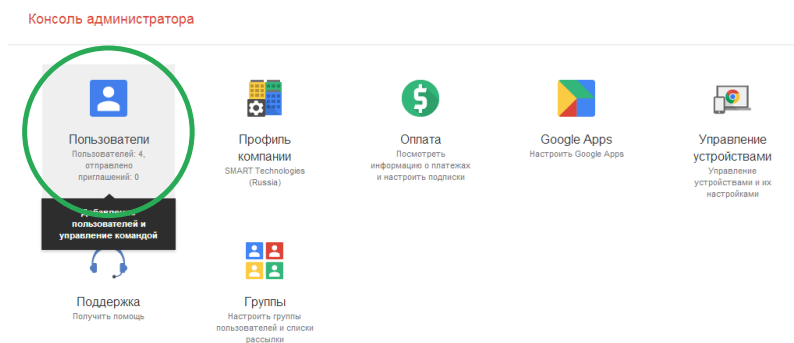 Консоль администратора
Пользователи
Пользователей: 4,
отправлено
приглашений: 0
Профиль
компании
SMART Technologies
(Russia)
Оплата
Посмотреть
информацию о платежах
и настроить подписки
Google Apps
Настроить Google Apps
Управление
устройствами
Управление
устройствами и их
настройками
Добавление
пользователей и
управление командой
Поддержка
Получить помощь
Группы
Настроить группы
пользователей и списки
рассылки